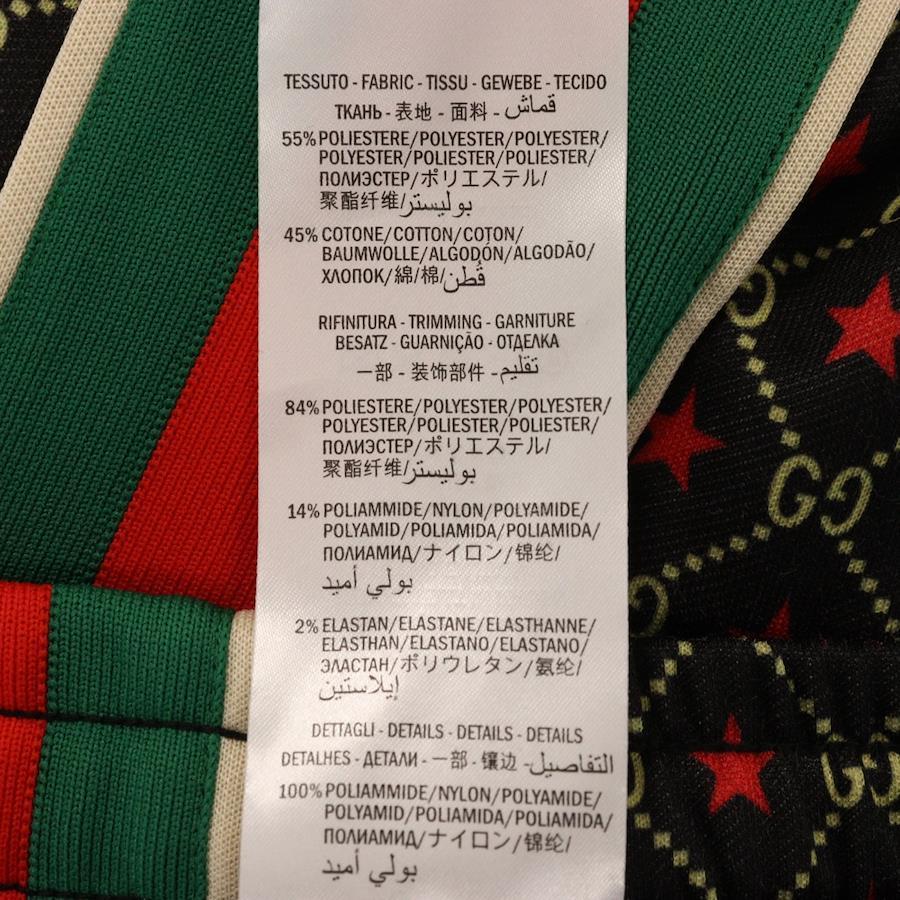 TESSUTO - FABRIC - TISSU - GEWEBE - TECIDO
ТКАНЬ - 表地 - 面料 - قماش
55% POLIESTERE/POLYESTER/POLYESTER/
POLYESTER/POLIESTER/POLIESTER/
ПОЛИЭСТЕР/ポリエステル/
聚酯纤维/بوليستر
45% COTONE/COTTON/COTON/
BAUMWOLLE/ALGODÓN/ALGODÃO/
ХЛОПОК/綿/棉/قُطن
RIFINITURA - TRIMMING - GARNITURE
BESATZ - GUARNIÇÃO - ОТДЕЛКА
一部 - 装饰部件 - تقليم
84% POLIESTERE/POLYESTER/POLYESTER/
POLYESTER/POLIESTER/POLIESTER/
ПОЛИЭСТЕР/ポリエステル/
聚酯纤维/بوليستر
14% POLIAMMIDE/NYLON/POLYAMIDE/
POLYAMID/POLIAMIDA/POLIAMIDA/
ПОЛИАМИД/ナイロン/锦纶/
بولي أميد
2% ELASTAN/ELASTANE/ELASTHANNE/
ELASTHAN/ELASTANO/ELASTANO/
ЭЛАСТАН/ポリウレタン/氨纶/
إيلاستين
DETTAGLI - DETAILS - DETAILS - DETAILS
DETALHES - ДЕТАЛИ - 一部 - 镶边 - التفاصيل
100% POLIAMMIDE/NYLON/POLYAMIDE/
POLYAMID/POLIAMIDA/POLIAMIDA/
ПОЛИАМИД/ナイロン/锦纶/
بولي أميد
GG
GG